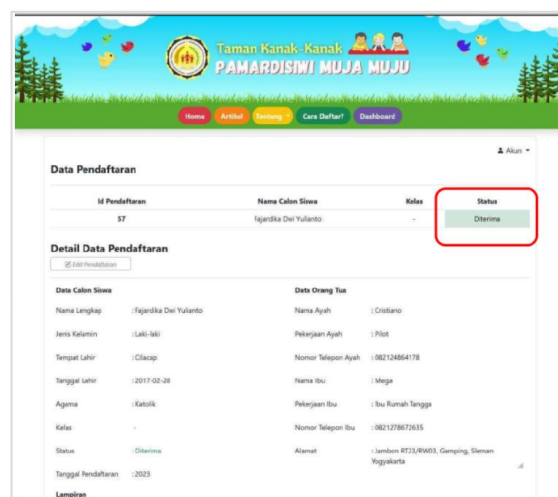 Taman Kanak-Kanak
PAMARDISIWI MUJA MUJU
Home Artikel Tentang Cara Daftar? Dashboard
Akun
Data Pendaftaran
Id Pendaftaran Nama Calon Siswa Kelas Status
57 Fajardika Dwi Yulianto - Diterima
Detail Data Pendaftaran
Edit Pendaftaran
Data Calon Siswa Data Orang Tua
Nama Lengkap : Fajardika Dwi Yulianto Nama Ayah : Cristiano
Jenis Kelamin : Laki-laki Pekerjaan Ayah : Pilot
Tempat Lahir : Cilacap Nomor Telepon Ayah : 082124864178
Tanggal Lahir : 2017-02-28 Nama Ibu : Mega
Agama : Katolik Pekerjaan Ibu : Ibu Rumah Tangga
Kelas - Nomor Telepon Ibu : 0821278672635
Status : Diterima Alamat : Jambon RT23/RW03, Gamping, Sleman
Yogyakarta
Tanggal Pendaftaran : 2023
Lampiran